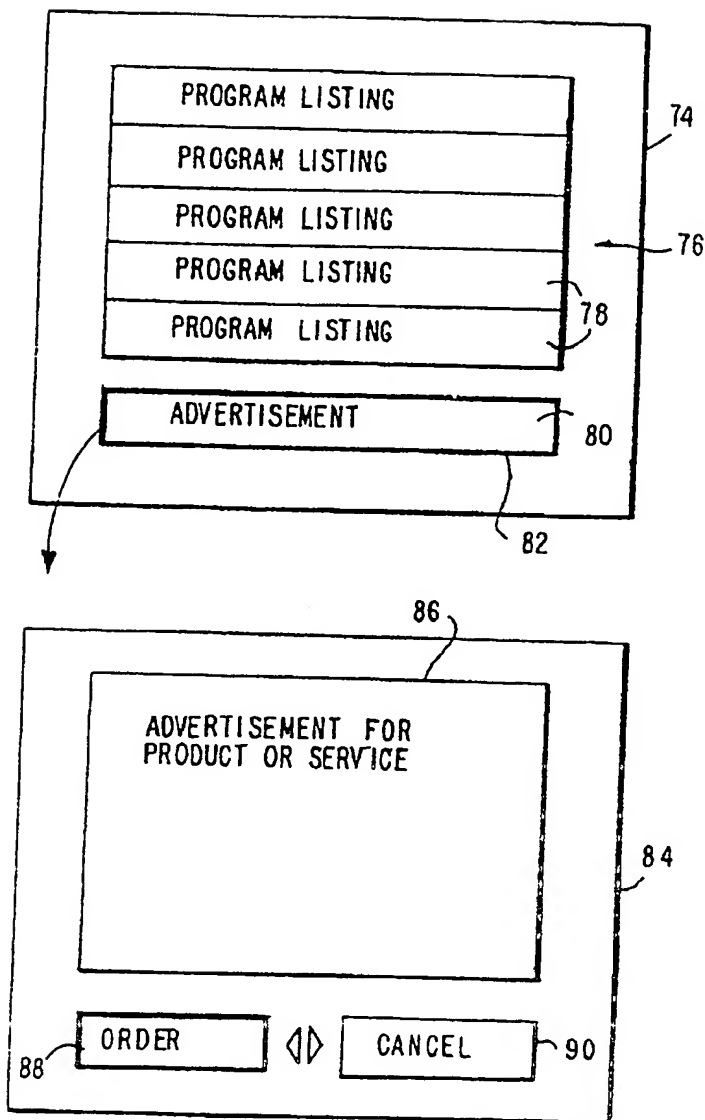 PROGRAM LISTING
74
PROGRAM LISTING
PROGRAM LISTING
76
PROGRAM LISTING
78
PROGRAM LISTING
ADVERTISEMENT
80
82
86
ADVERTISEMENT FOR
PRODUCT OR SERVICE
84
ORDER
CANCEL
88
90